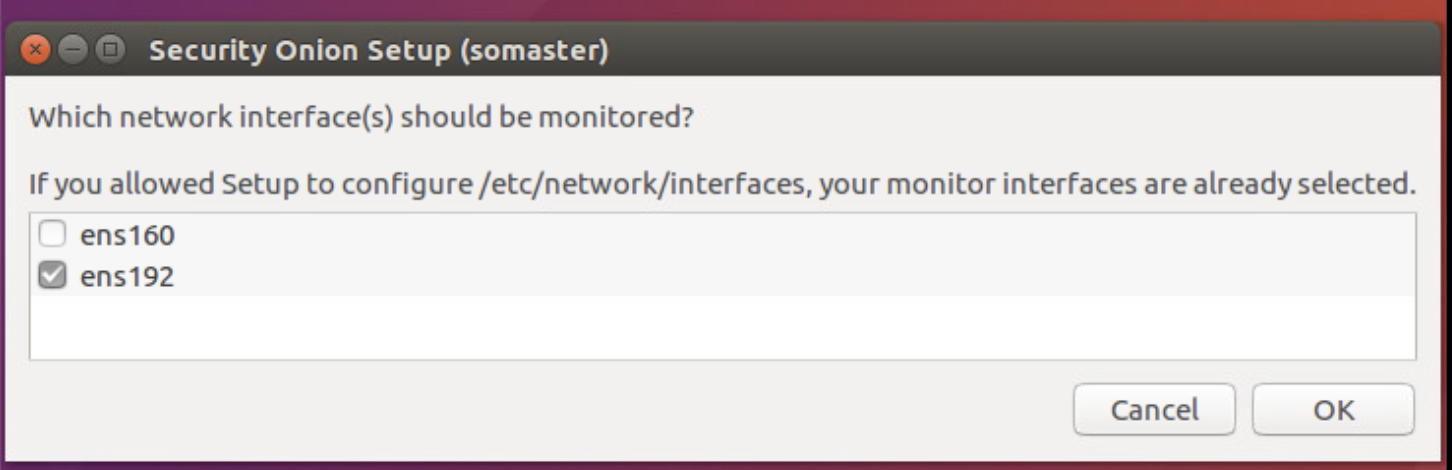 Security Onion Setup (somaster)
Which network interface(s) should be monitored?
If you allowed Setup to configure /etc/network/interfaces, your monitor interfaces are already selected.
ens160
ens192
Cancel OK